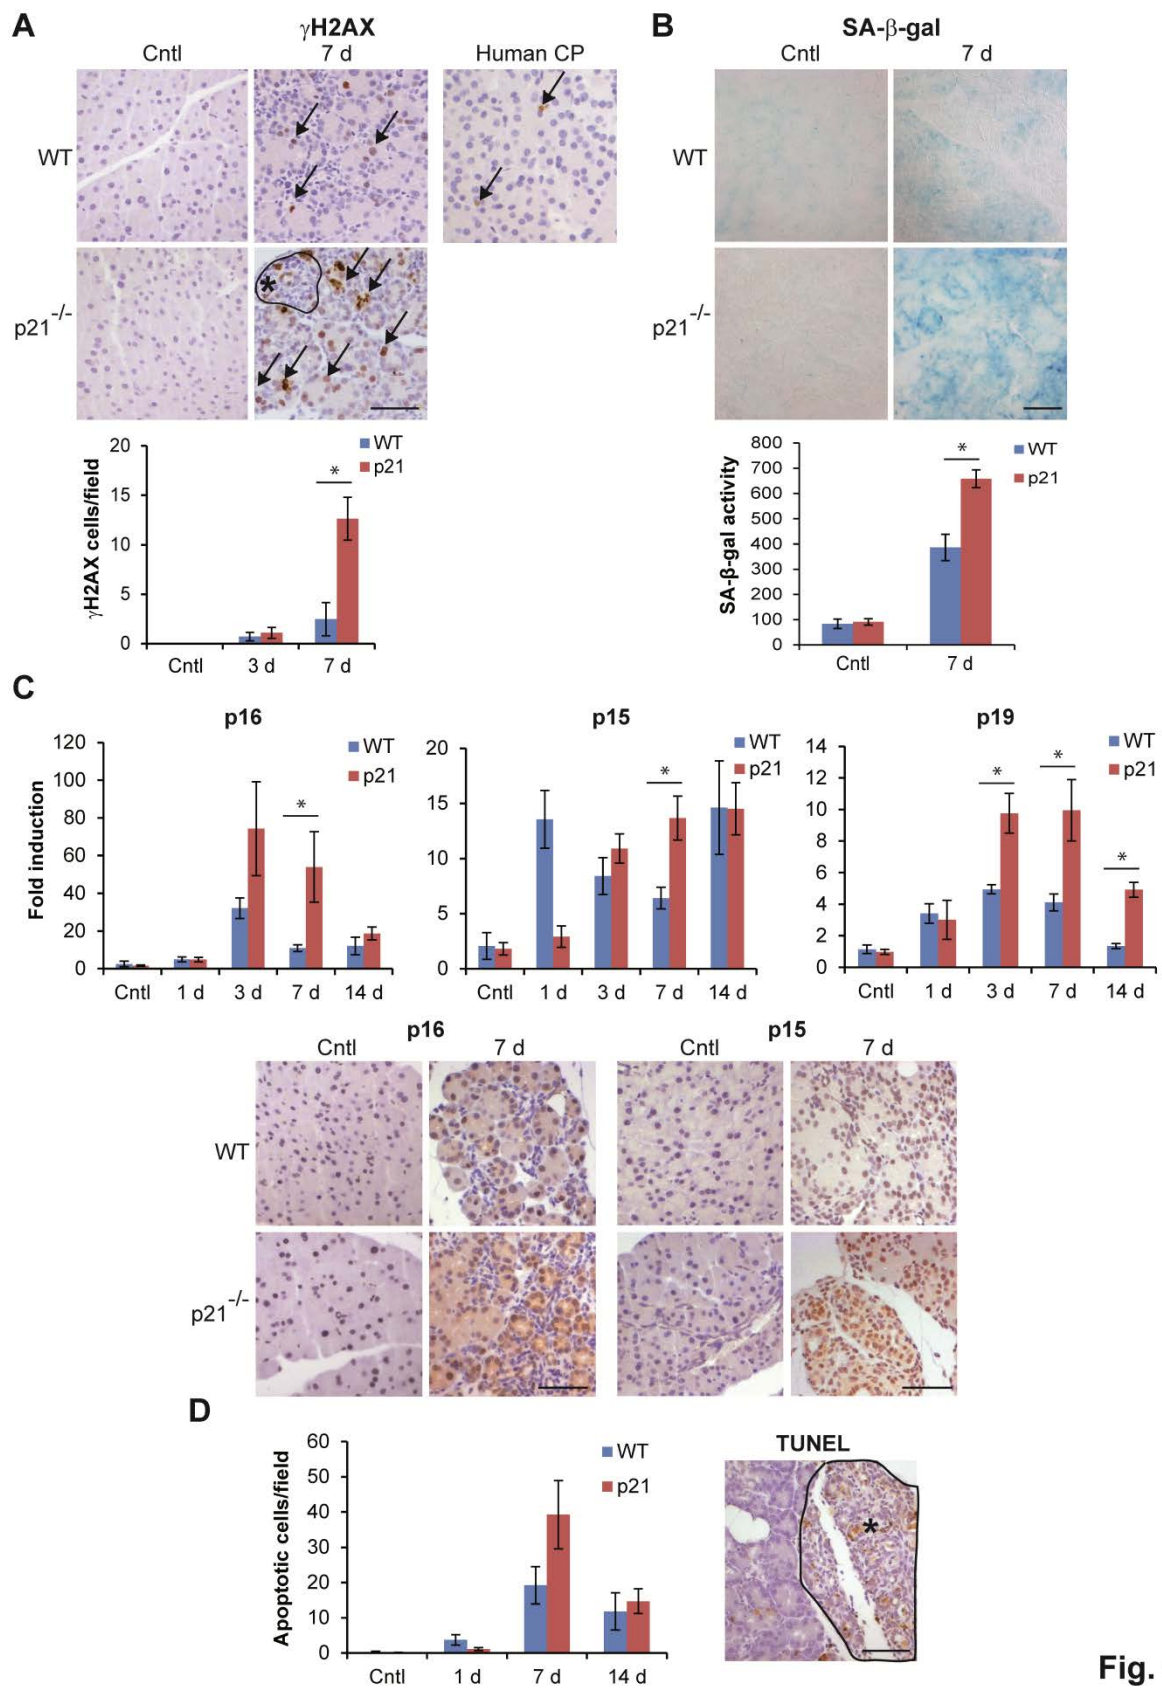 A
γH2AX
Cntl
7 d
Human CP
WT
p21-/-
*
WT
p21
γH2AX cells/field
20
15
10
5
0
*
Cntl
3 d
7 d
B
SA-β-gal
Cntl
7 d
WT
p21-/-
WT
p21
SA-β-gal activity
800
700
600
500
400
300
200
100
0
*
Cntl
7 d
C
p16
WT
p21
Fold induction
120
100
80
60
40
20
0
*
Cntl
1 d
3 d
7 d
14 d
p15
WT
p21
20
15
10
5
0
*
Cntl
1 d
3 d
7 d
14 d
p19
WT
p21
14
12
10
8
6
4
2
0
*
*
*
Cntl
1 d
3 d
7 d
14 d
p16
p15
Cntl
7 d
Cntl
7 d
WT
p21-/-
D
WT
p21
Apoptotic cells/field
60
50
40
30
20
10
0
Cntl
1 d
7 d
14 d
TUNEL
*
Fig.